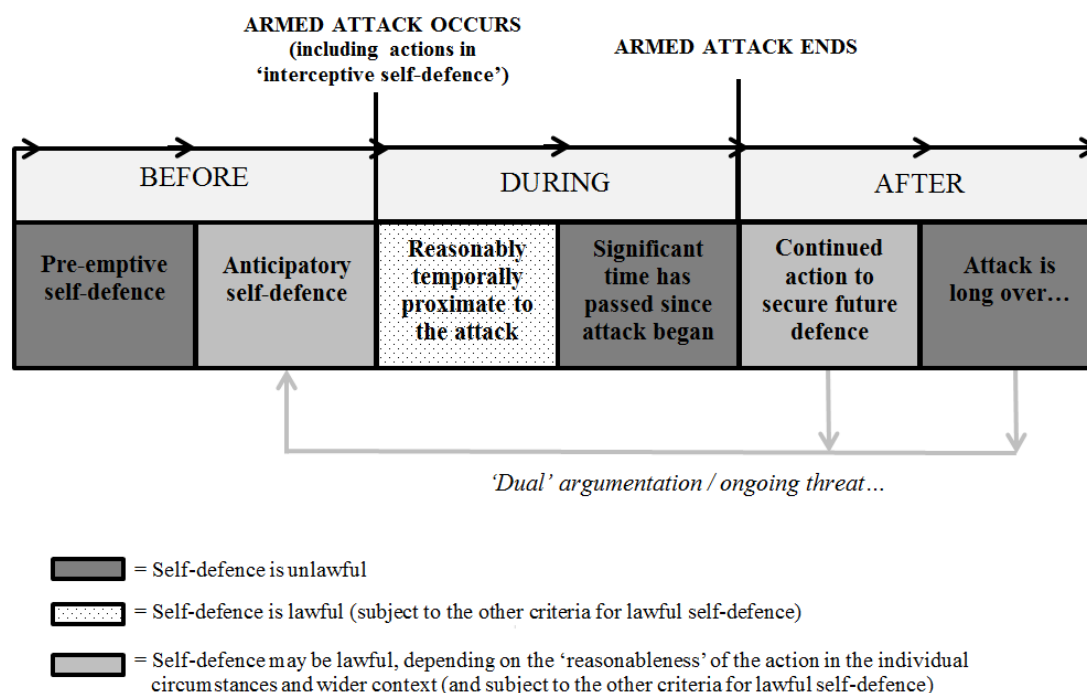 ARMED ATTACK OCCURS
(including actions in
‘interceptive self-defence’)
ARMED ATTACK ENDS
BEFORE
DURING
AFTER
Pre-emptive
self-defence
Anticipatory
self-defence
Reasonably
temporally
proximate to
the attack
Significant
time has
passed since
attack began
Continued
action to
secure future
defence
Attack is
long over…
‘Dual’ argumentation / ongoing threat…
= Self-defence is unlawful
= Self-defence is lawful (subject to the other criteria for lawful self-defence)
= Self-defence may be lawful, depending on the ‘reasonableness’ of the action in the individual
circumstances and wider context (and subject to the other criteria for lawful self-defence)